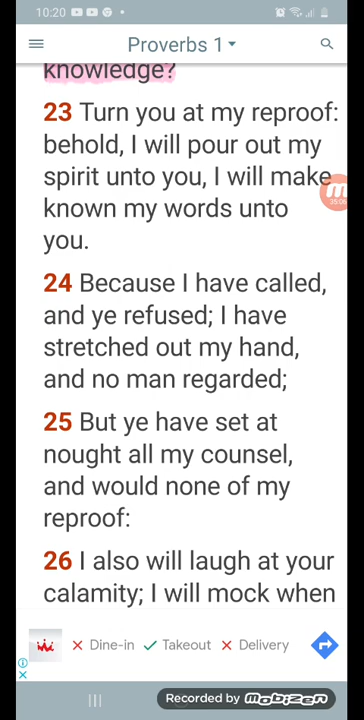 10:20
Proverbs 1
knowledge?
23 Turn you at my reproof:
behold, I will pour out my
spirit unto you, I will make
known my words unto
you.
24 Because I have called,
and ye refused; I have
stretched out my hand,
and no man regarded;
25 But ye have set at
nought all my counsel,
and would none of my
reproof:
26 I also will laugh at your
calamity; I will mock when
Dine-in Takeout Delivery
Recorded by mobizen